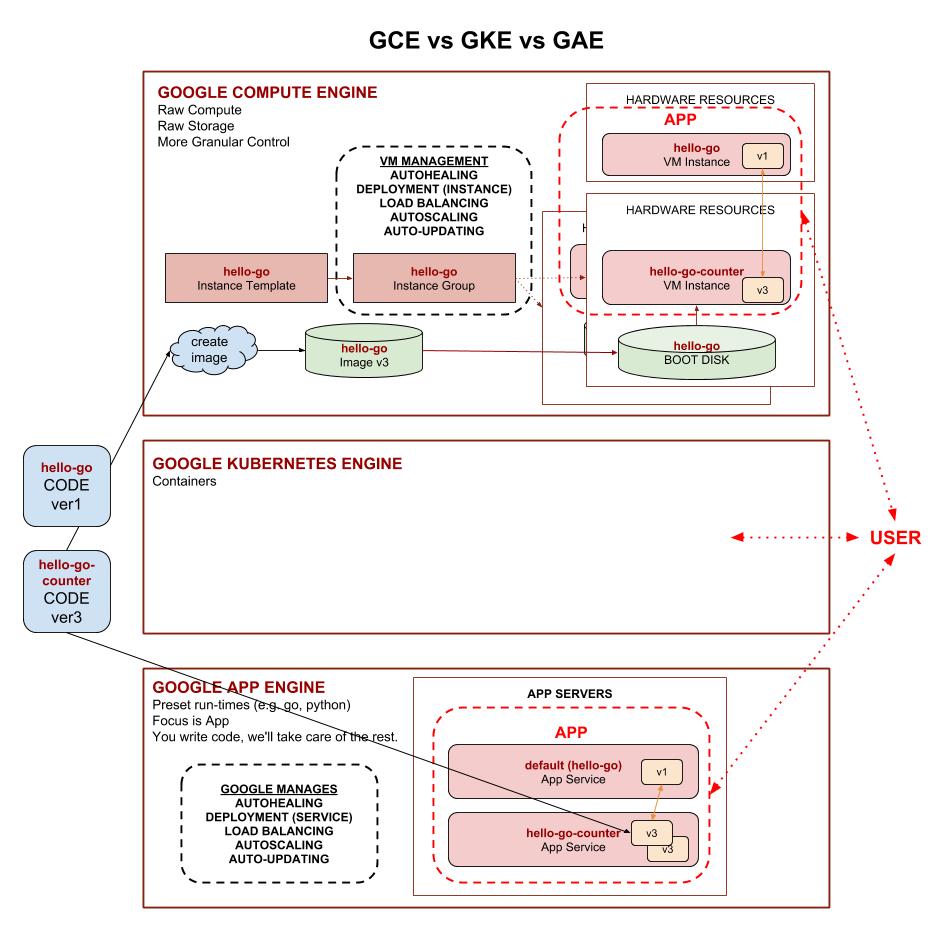 GCE vs GKE vs GAE
GOOGLE COMPUTE ENGINE
Raw Compute
Raw Storage
More Granular Control
VM MANAGEMENT
AUTOHEALING
DEPLOYMENT (INSTANCE)
LOAD BALANCING
AUTOSCALING
AUTO-UPDATING
HARDWARE RESOURCES
APP
hello-go
VM Instance
v1
HARDWARE RESOURCES
H
hello-go-counter
VM Instance
v3
hello-go
Instance Template
hello-go
Instance Group
create
image
hello-go
Image v3
hello-go
BOOT DISK
hello-go
CODE
ver1
hello-go-
counter
CODE
ver3
GOOGLE KUBERNETES ENGINE
Containers
USER
GOOGLE APP ENGINE
Preset run-times (e.g. go, python)
Focus is App
You write code, we'll take care of the rest.
GOOGLE MANAGES
AUTOHEALING
DEPLOYMENT (SERVICE)
LOAD BALANCING
AUTOSCALING
AUTO-UPDATING
APP SERVERS
APP
default (hello-go)
App Service
v1
hello-go-counter
App Service
v3
v3